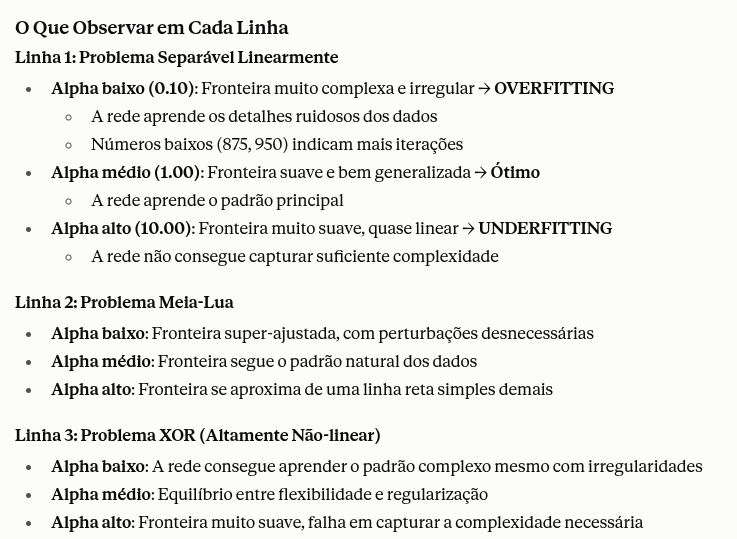 O Que Observar em Cada Linha
Linha 1: Problema Separável Linearmente
• Alpha baixo (0.10): Fronteira muito complexa e irregular → OVERFITTING
◦ A rede aprende os detalhes ruidosos dos dados
◦ Números baixos (875, 950) indicam mais iterações
• Alpha médio (1.00): Fronteira suave e bem generalizada → Ótimo
◦ A rede aprende o padrão principal
• Alpha alto (10.00): Fronteira muito suave, quase linear → UNDERFITTING
◦ A rede não consegue capturar suficiente complexidade
Linha 2: Problema Meia-Lua
• Alpha baixo: Fronteira super-ajustada, com perturbações desnecessárias
• Alpha médio: Fronteira segue o padrão natural dos dados
• Alpha alto: Fronteira se aproxima de uma linha reta simples demais
Linha 3: Problema XOR (Altamente Não-linear)
• Alpha baixo: A rede consegue aprender o padrão complexo mesmo com irregularidades
• Alpha médio: Equilíbrio entre flexibilidade e regularização
• Alpha alto: Fronteira muito suave, falha em capturar a complexidade necessária